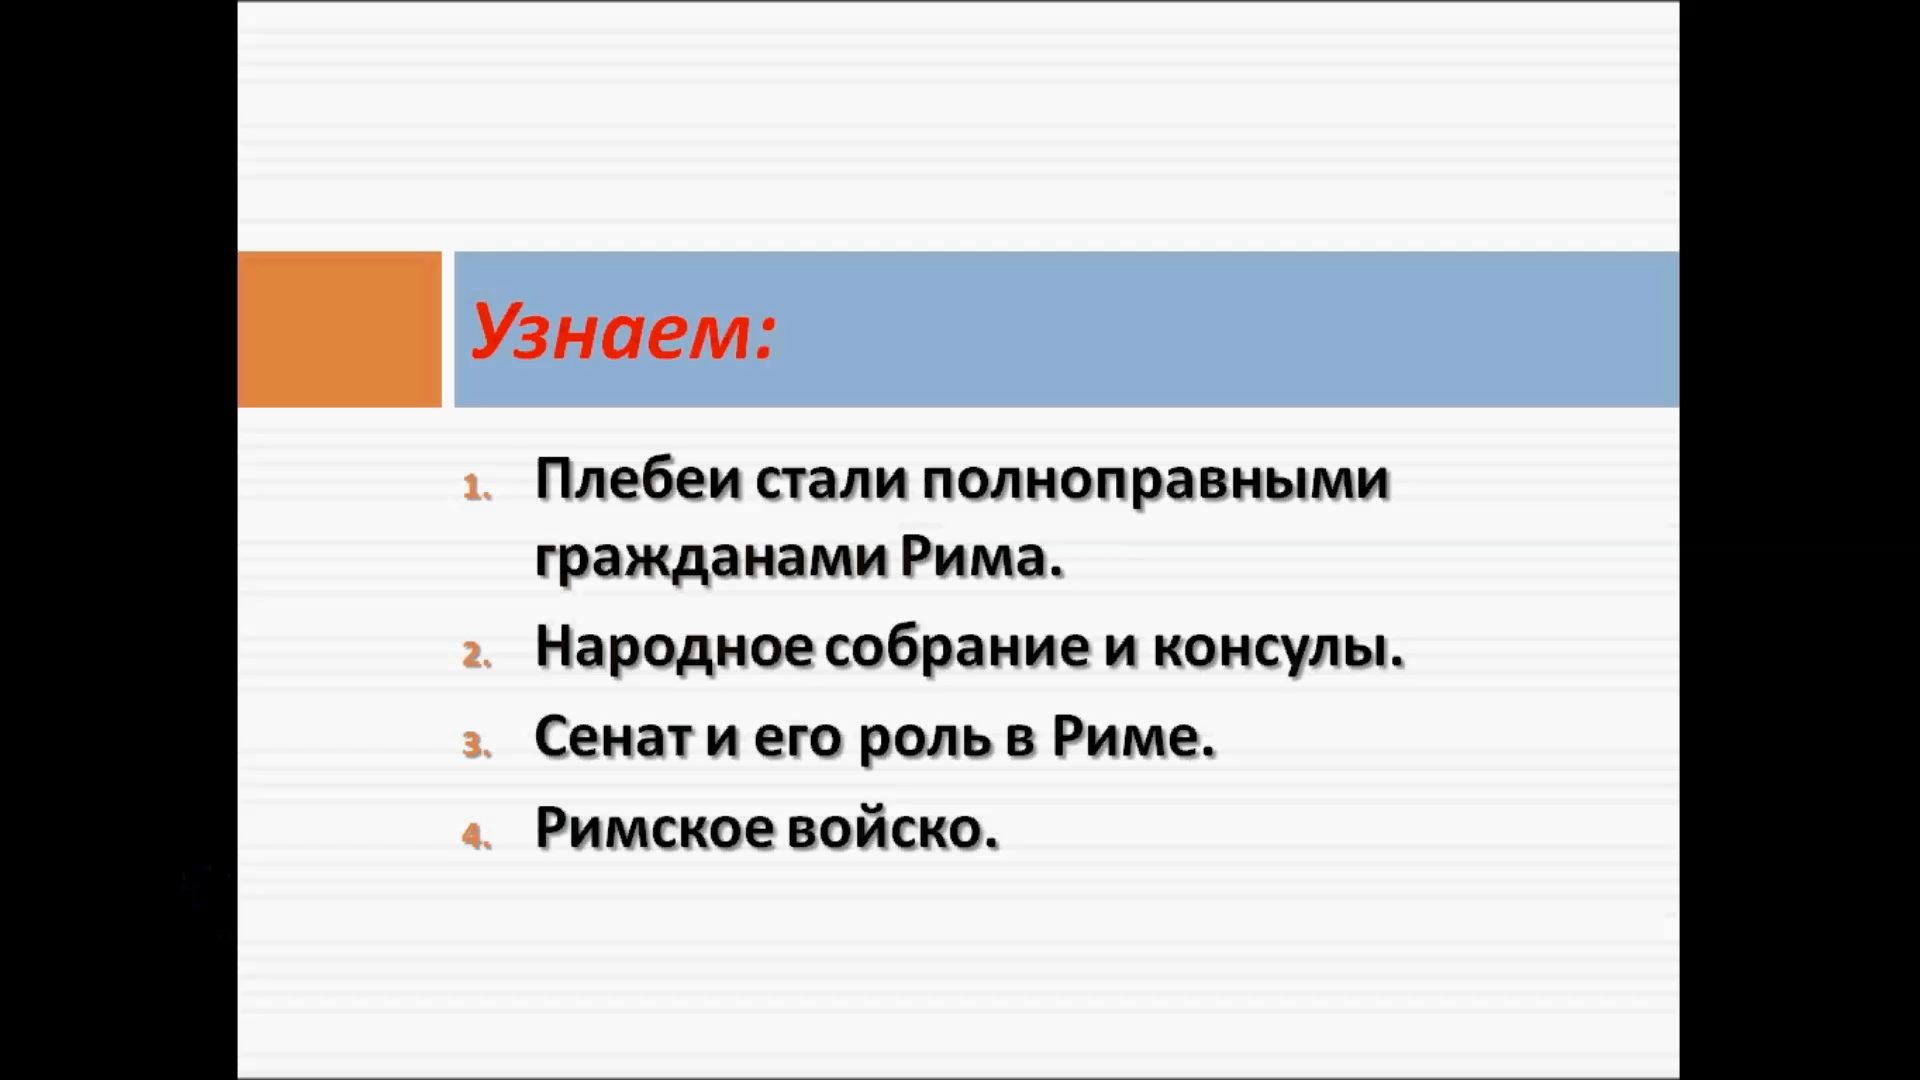 Узнаем:
1. Плебеи стали полноправными
гражданами Рима.
2. Народное собрание и консулы.
3. Сенат и его роль в Риме.
4. Римское войско.